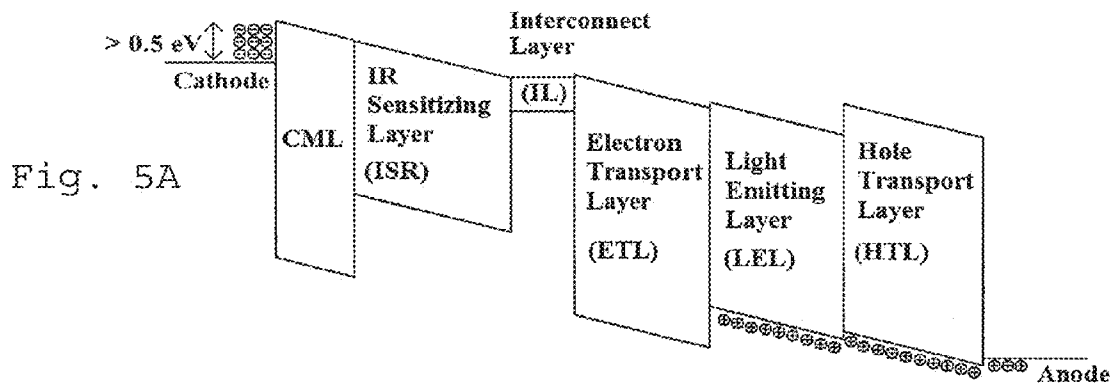 Interconnect
Layer
> 0.5 eV
Cathode
IR
Sensitizing
Layer
(ISR)
(IL)
CML
Electron
Transport
Layer
(ETL)
Light
Emitting
Layer
(LEL)
Hole
Transport
Layer
(HTL)
Fig. 5A
Anode